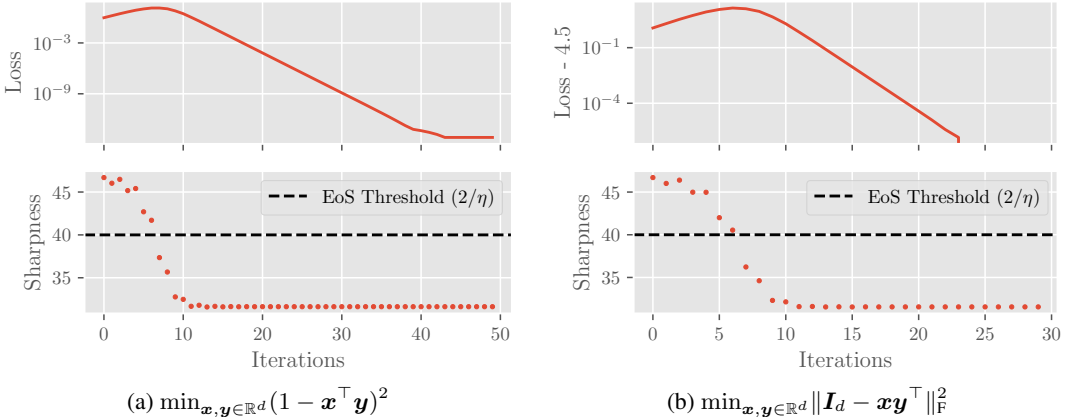 10⁻³
10⁻⁹
Loss
10⁻¹
10⁻⁴
Loss - 4.5
45
40
35
Sharpness
EoS Threshold (2/η)
0 10 20 30 40 50
Iterations
45
40
35
Sharpness
EoS Threshold (2/η)
0 5 10 15 20 25 30
Iterations
(a) min_{x,y∈ℝ^d}(1 − x^⊤y)²
(b) min_{x,y∈ℝ^d}‖I_d − xy^⊤‖²_F